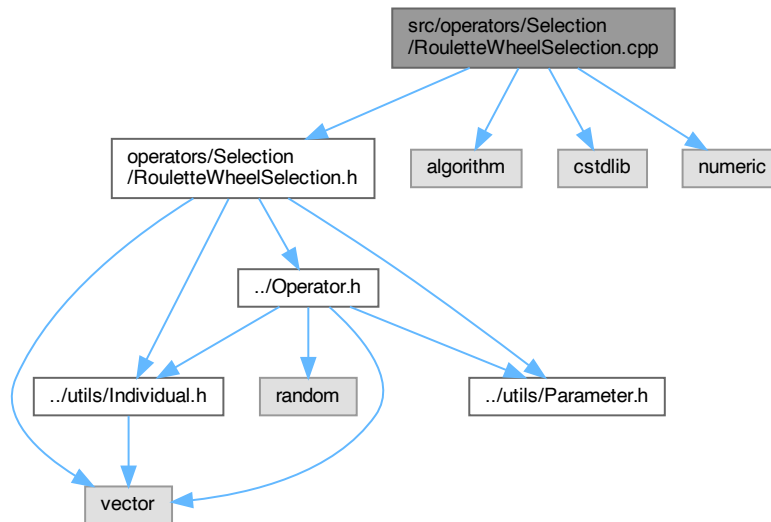 src/operators/Selection
/RouletteWheelSelection.cpp
operators/Selection
/RouletteWheelSelection.h
algorithm
cstdlib
numeric
../Operator.h
../utils/Individual.h
random
../utils/Parameter.h
vector